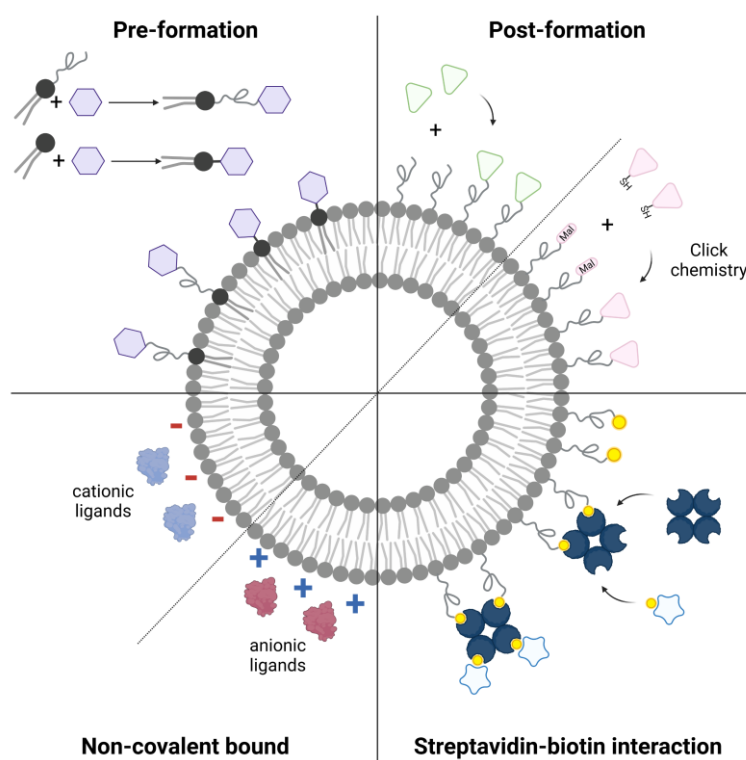 Pre-formation
Post-formation
+
+
+
SH
SH
Mal
+
Mal
Click
chemistry
-
-
-
cationic
ligands
+
+
+
anionic
ligands
Non-covalent bound
Streptavidin-biotin interaction